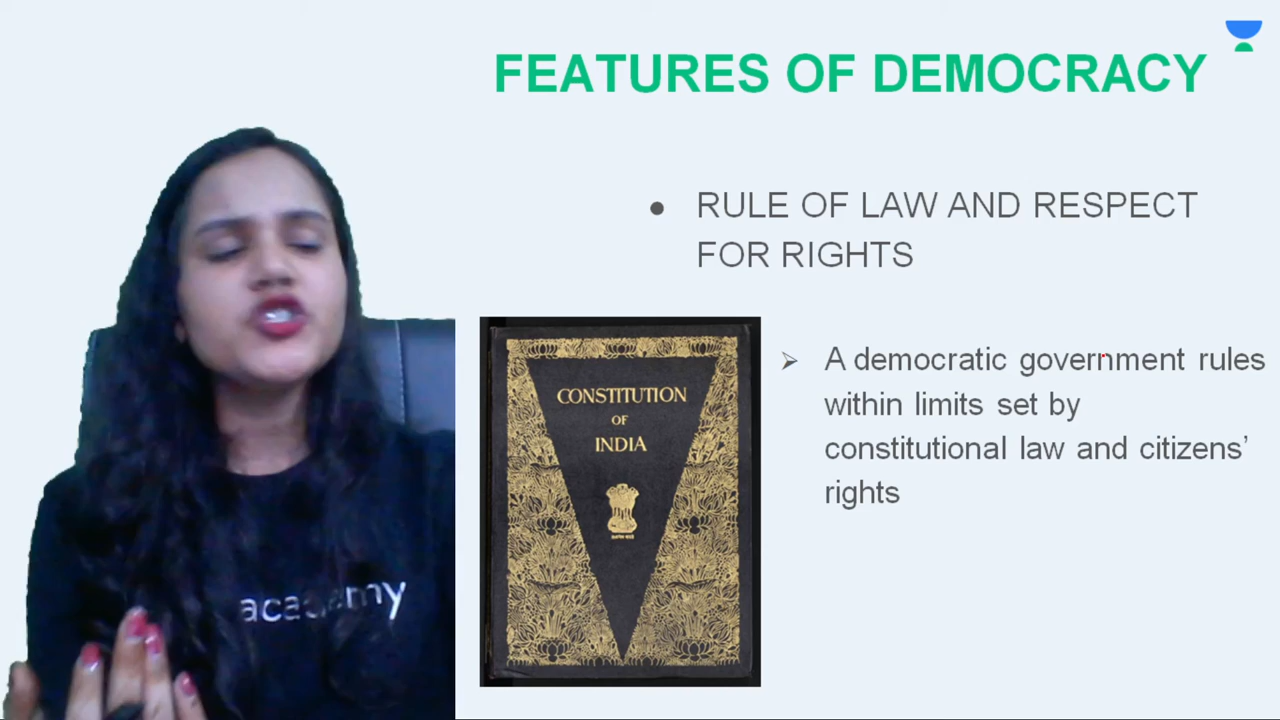 FEATURES OF DEMOCRACY
RULE OF LAW AND RESPECT
FOR RIGHTS
A democratic government rules
within limits set by
constitutional law and citizens’
rights
CONSTITUTION
OF
INDIA
academy